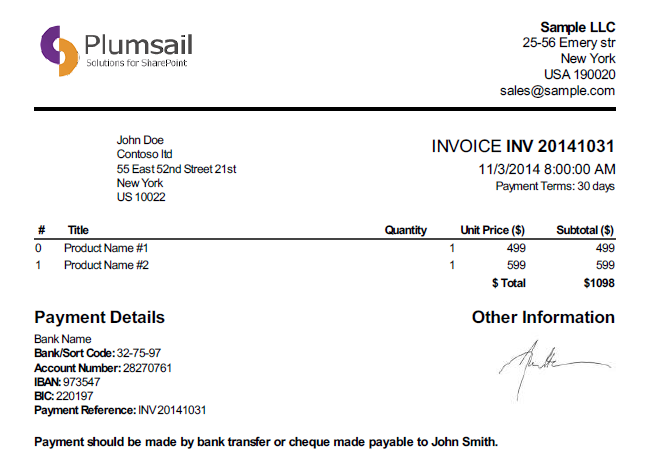 Plumsail
Solutions for SharePoint
Sample LLC
25-56 Emery str
New York
USA 190020
sales@sample.com
John Doe
Contoso ltd
55 East 52nd Street 21st
New York
US 10022
INVOICE INV 20141031
11/3/2014 8:00:00 AM
Payment Terms: 30 days
# Title Quantity Unit Price ($) Subtotal ($)
0 Product Name #1 1 499 499
1 Product Name #2 1 599 599
$ Total $1098
Payment Details
Bank Name
Bank/Sort Code: 32-75-97
Account Number: 28270761
IBAN: 973547
BIC: 220197
Payment Reference: INV 20141031
Other Information
Payment should be made by bank transfer or cheque made payable to John Smith.